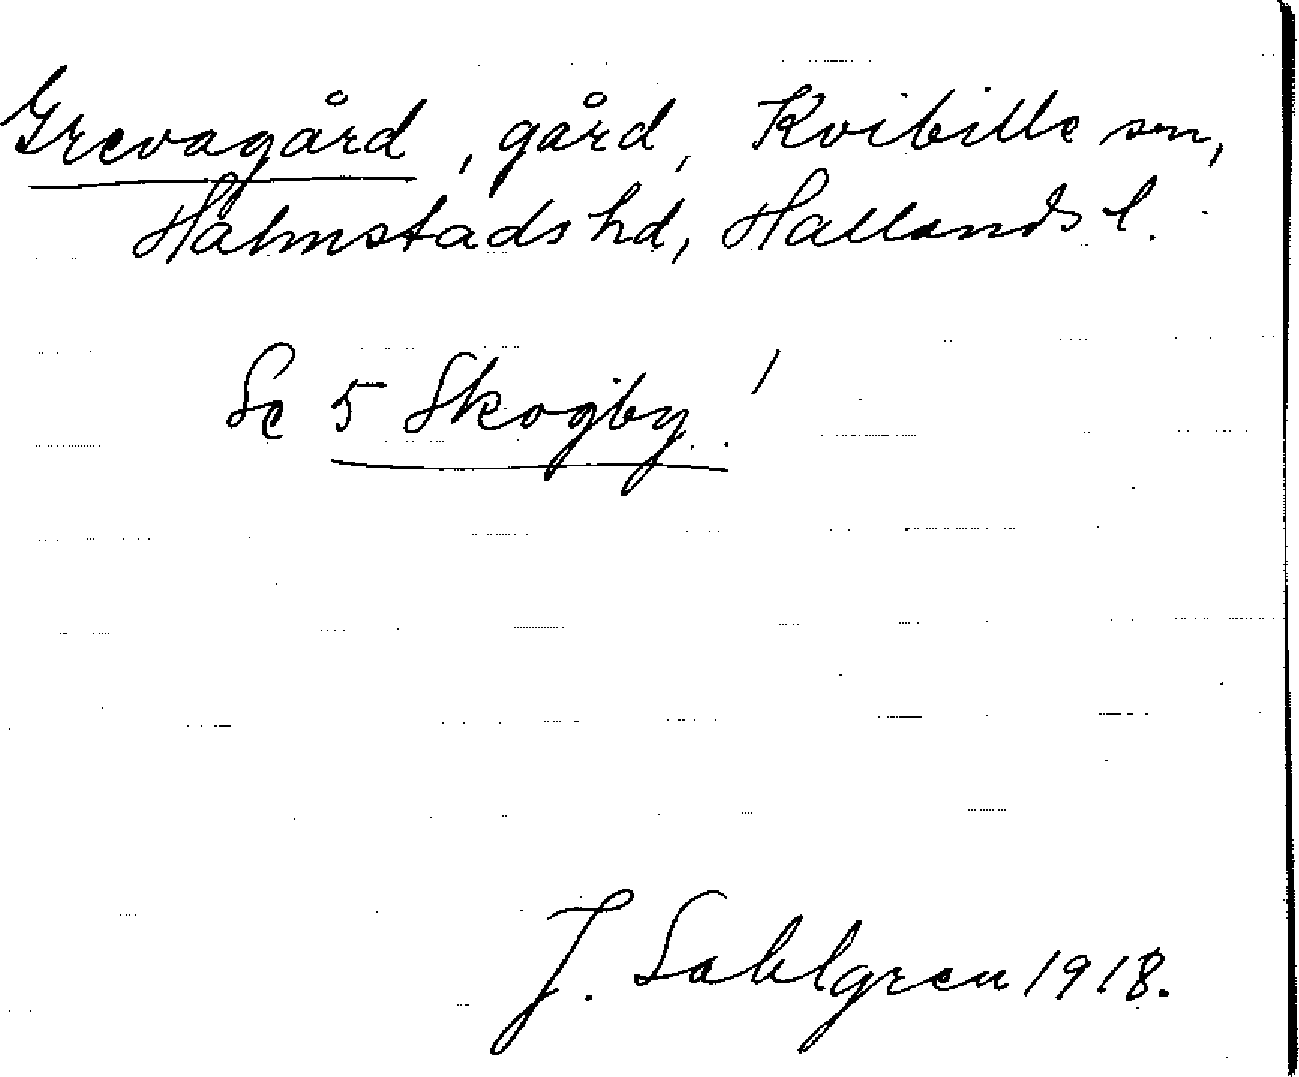 Grevagård, gård, Kvibille sn,
Halmstads hd, Hallands l.
Se 5 Skogby!
J. Sahlgren 1918.